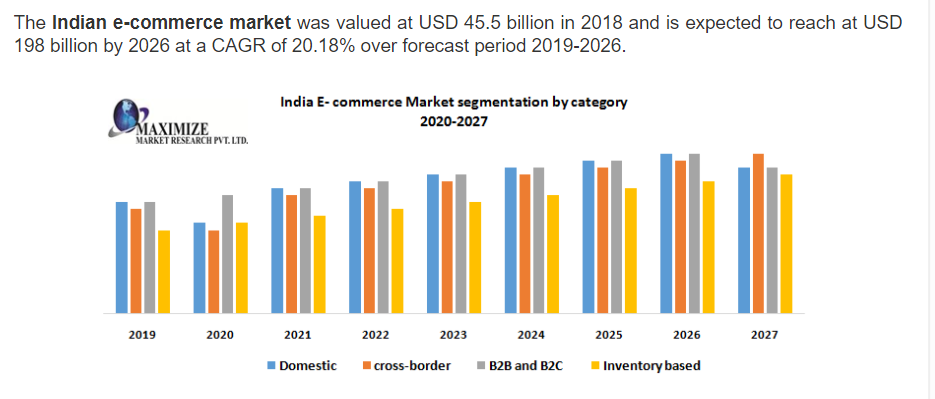 The Indian e-commerce market was valued at USD 45.5 billion in 2018 and is expected to reach at USD
198 billion by 2026 at a CAGR of 20.18% over forecast period 2019-2026.
India E- commerce Market segmentation by category
2020-2027
MAXIMIZE
MARKET RESEARCH PVT. LTD.
2019 2020 2021 2022 2023 2024 2025 2026 2027
Domestic cross-border B2B and B2C Inventory based